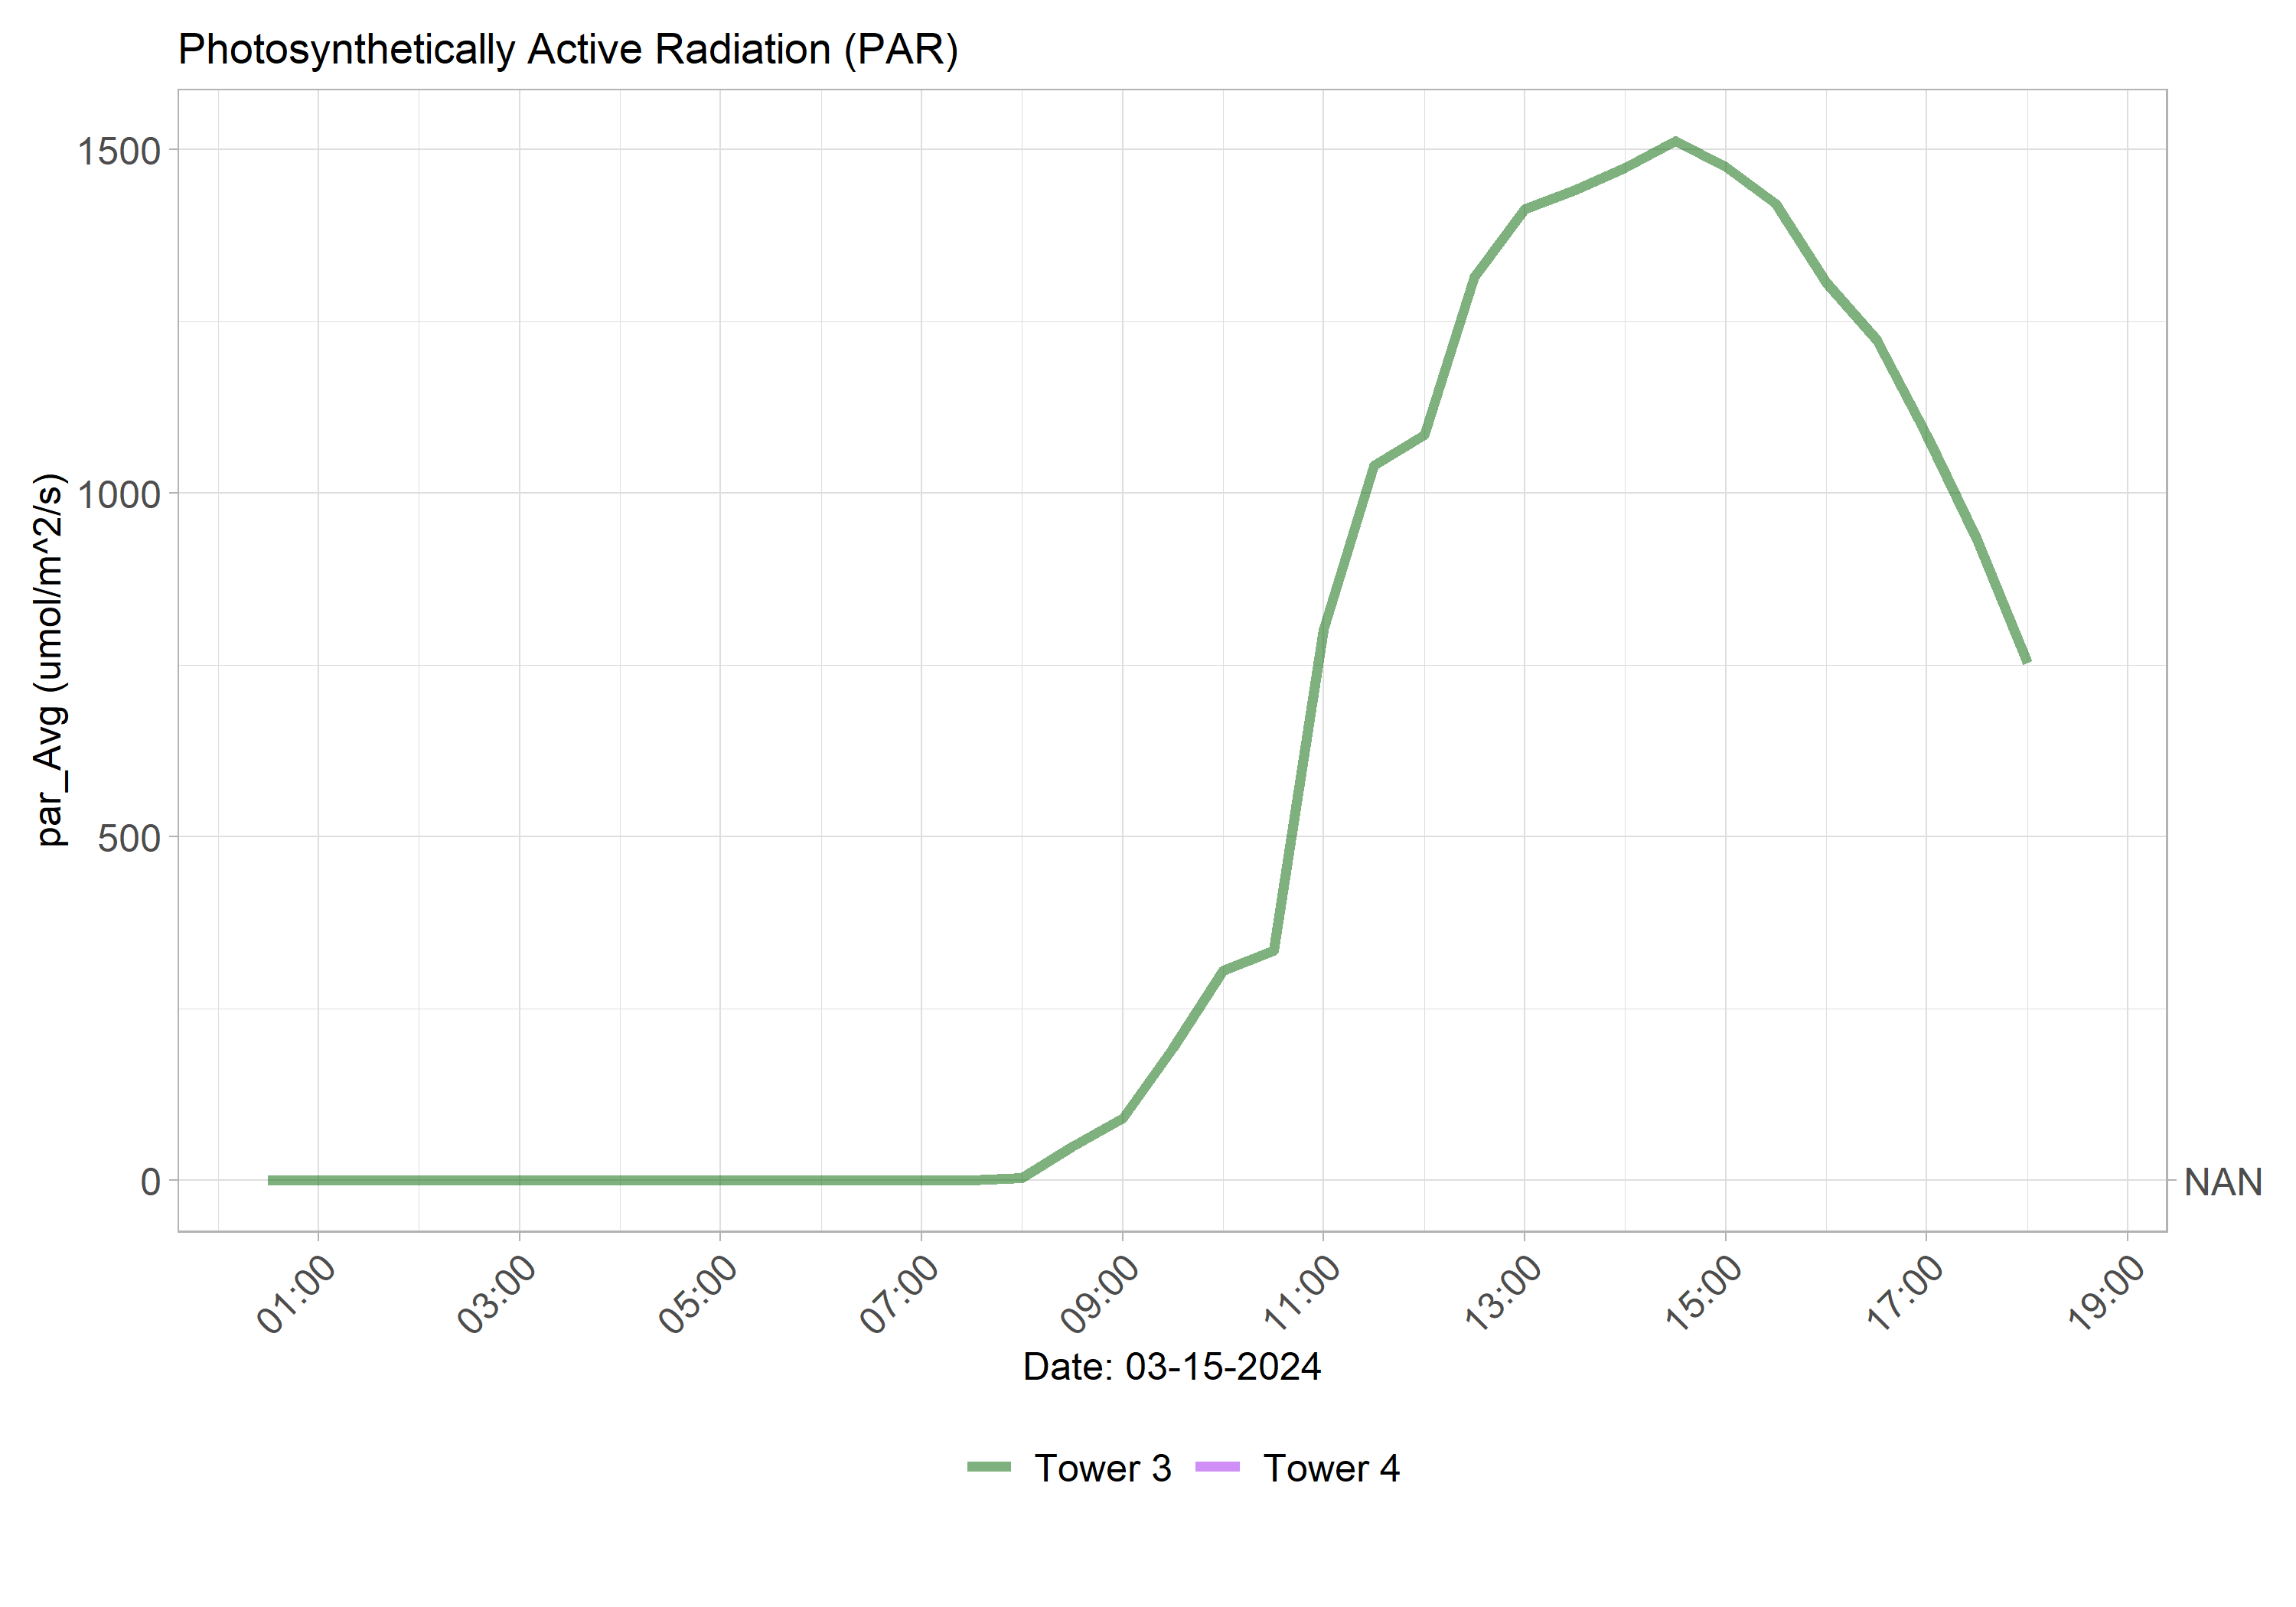 Photosynthetically Active Radiation (PAR)
par_Avg (umol/m^2/s)
1500
1000
500
0
NAN
01:00
03:00
05:00
07:00
09:00
11:00
13:00
15:00
17:00
19:00
Date: 03-15-2024
Tower 3
Tower 4